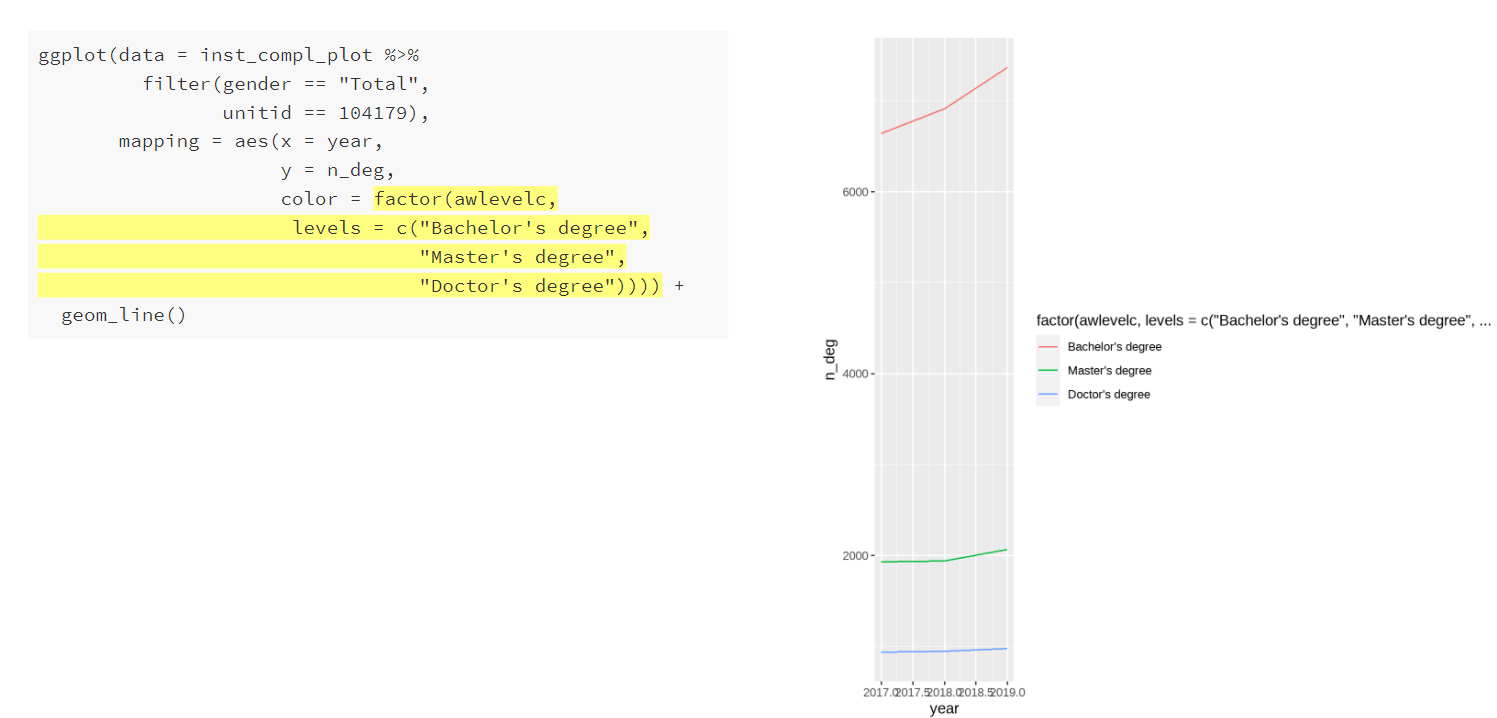 ggplot(data = inst_compl_plot %>%
filter(gender == "Total",
unitid == 104179),
mapping = aes(x = year,
y = n_deg,
color = factor(awlevelc,
levels = c("Bachelor's degree",
"Master's degree",
"Doctor's degree")))) +
geom_line()
6000
4000
2000
n_deg
2017.0
2017.5
2018.0
2018.5
2019.0
year
factor(awlevelc, levels = c("Bachelor's degree", "Master's degree", ...
Bachelor's degree
Master's degree
Doctor's degree